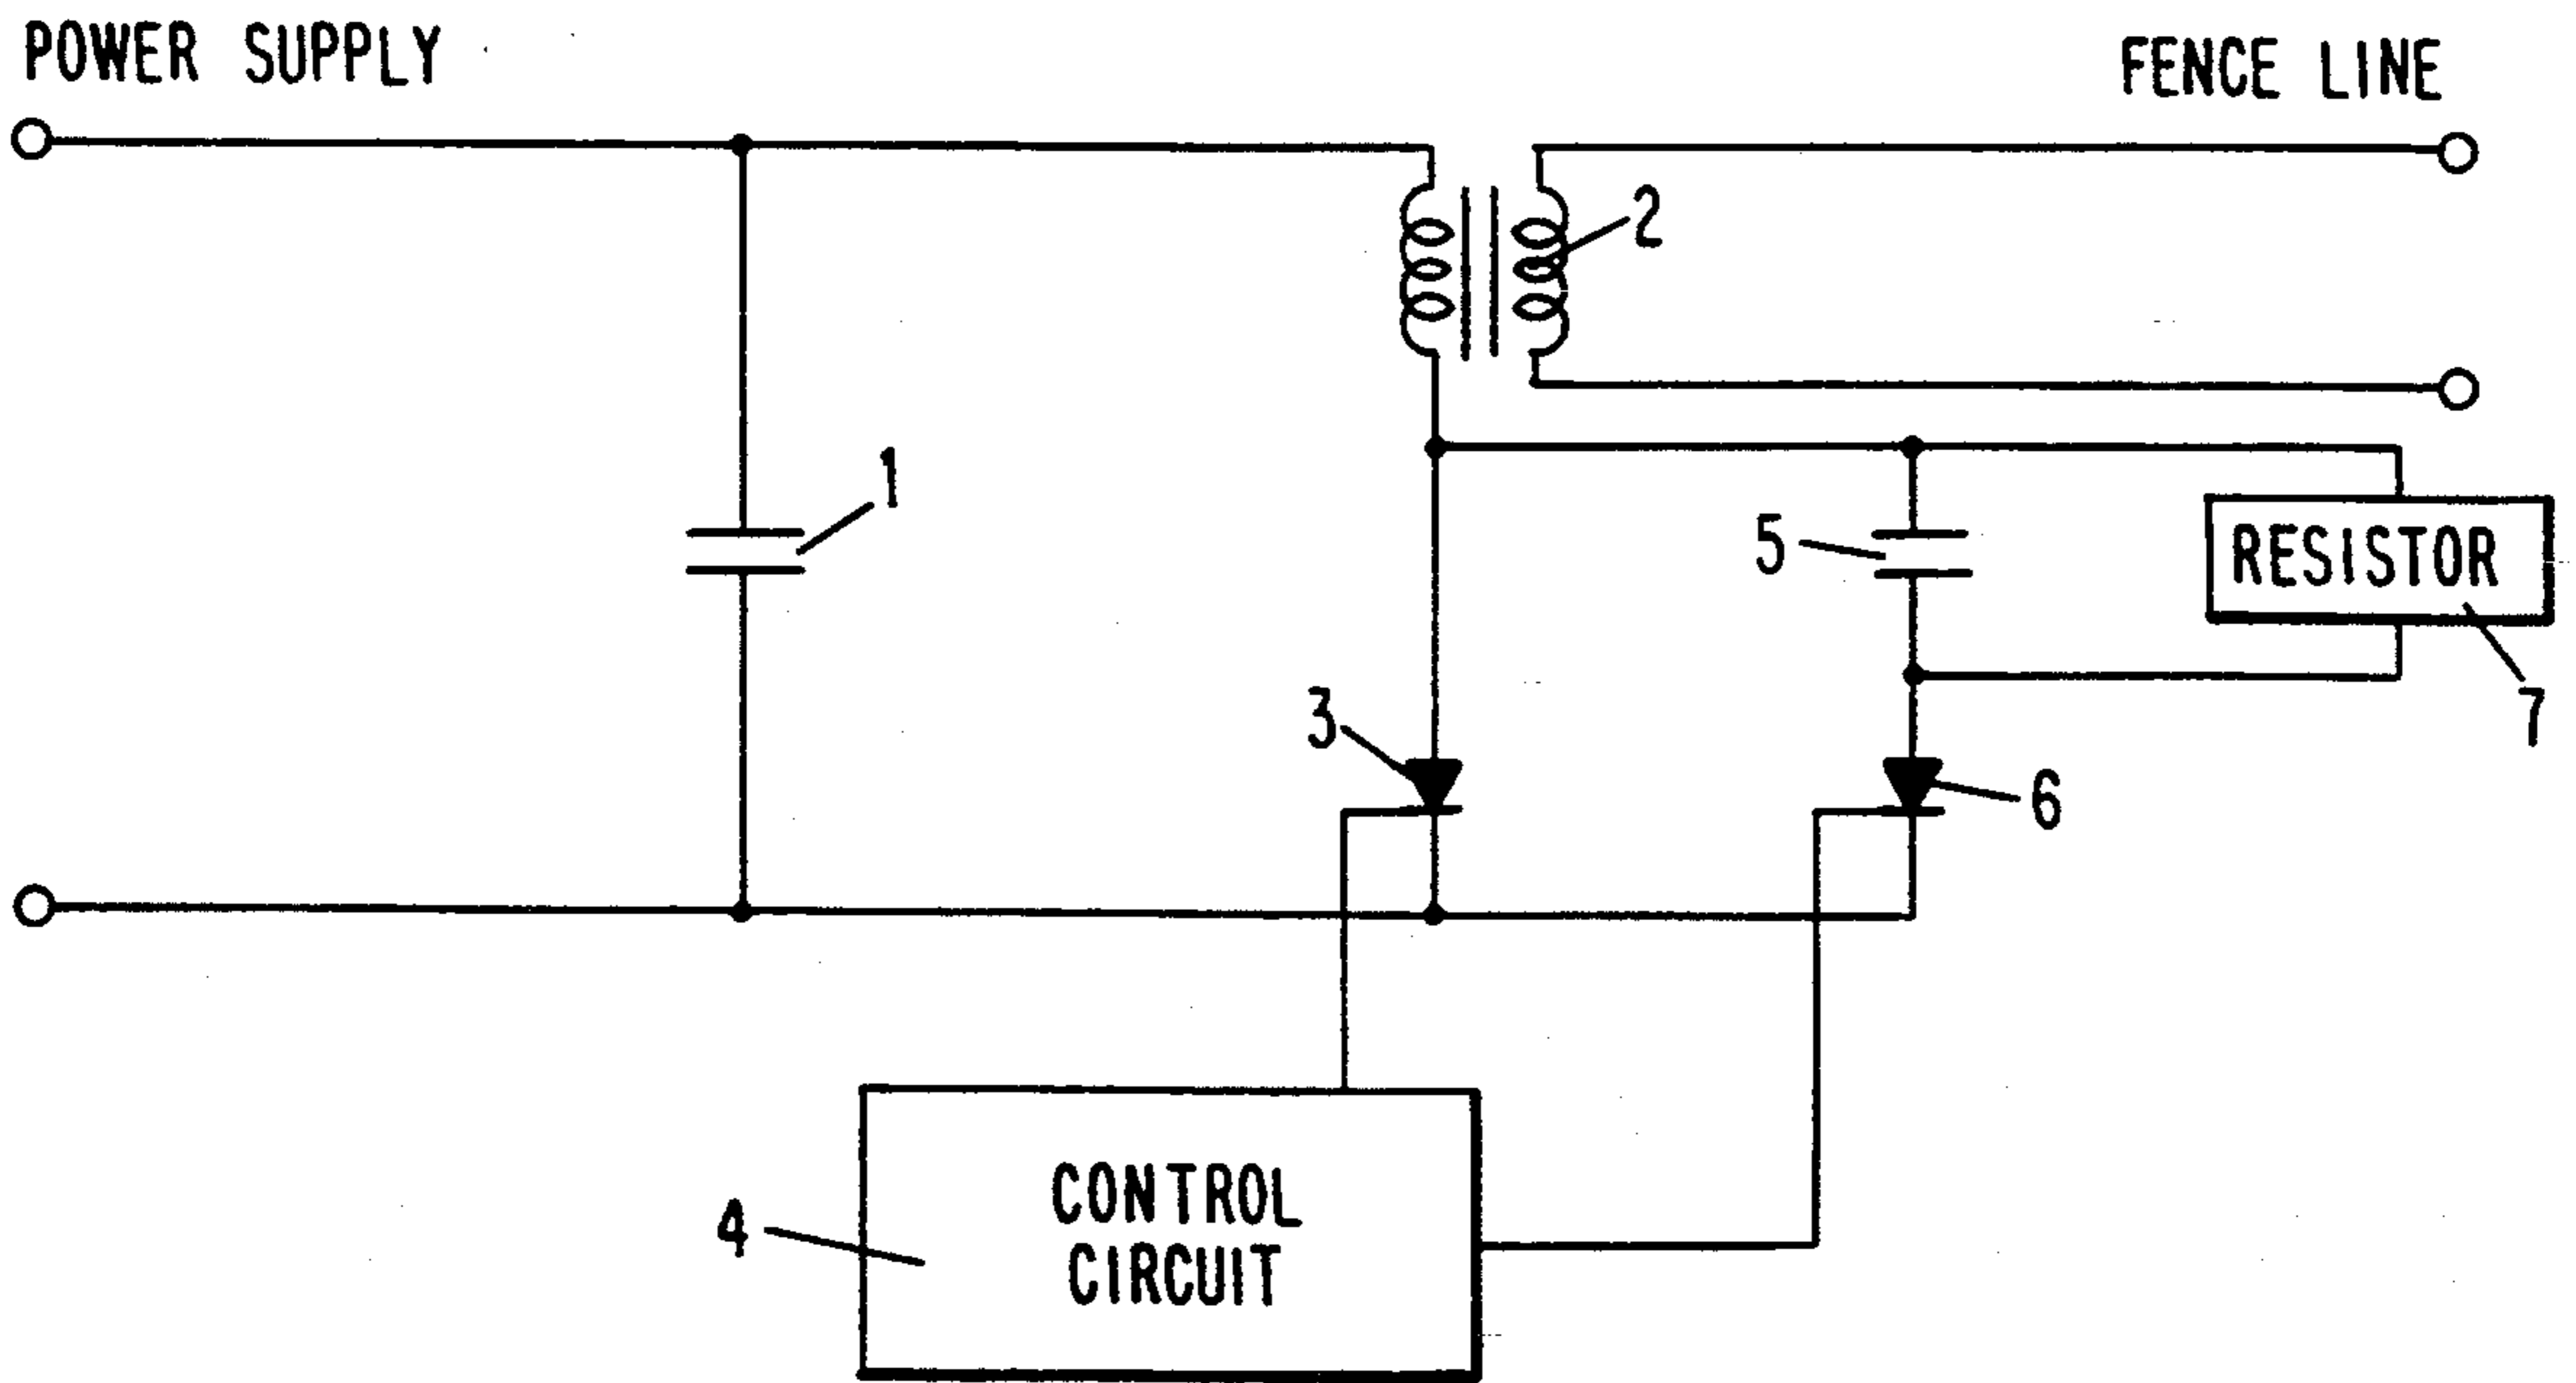 POWER SUPPLY
FENCE LINE
2
1
5
RESISTOR
3
7
6
4
CONTROL
CIRCUIT